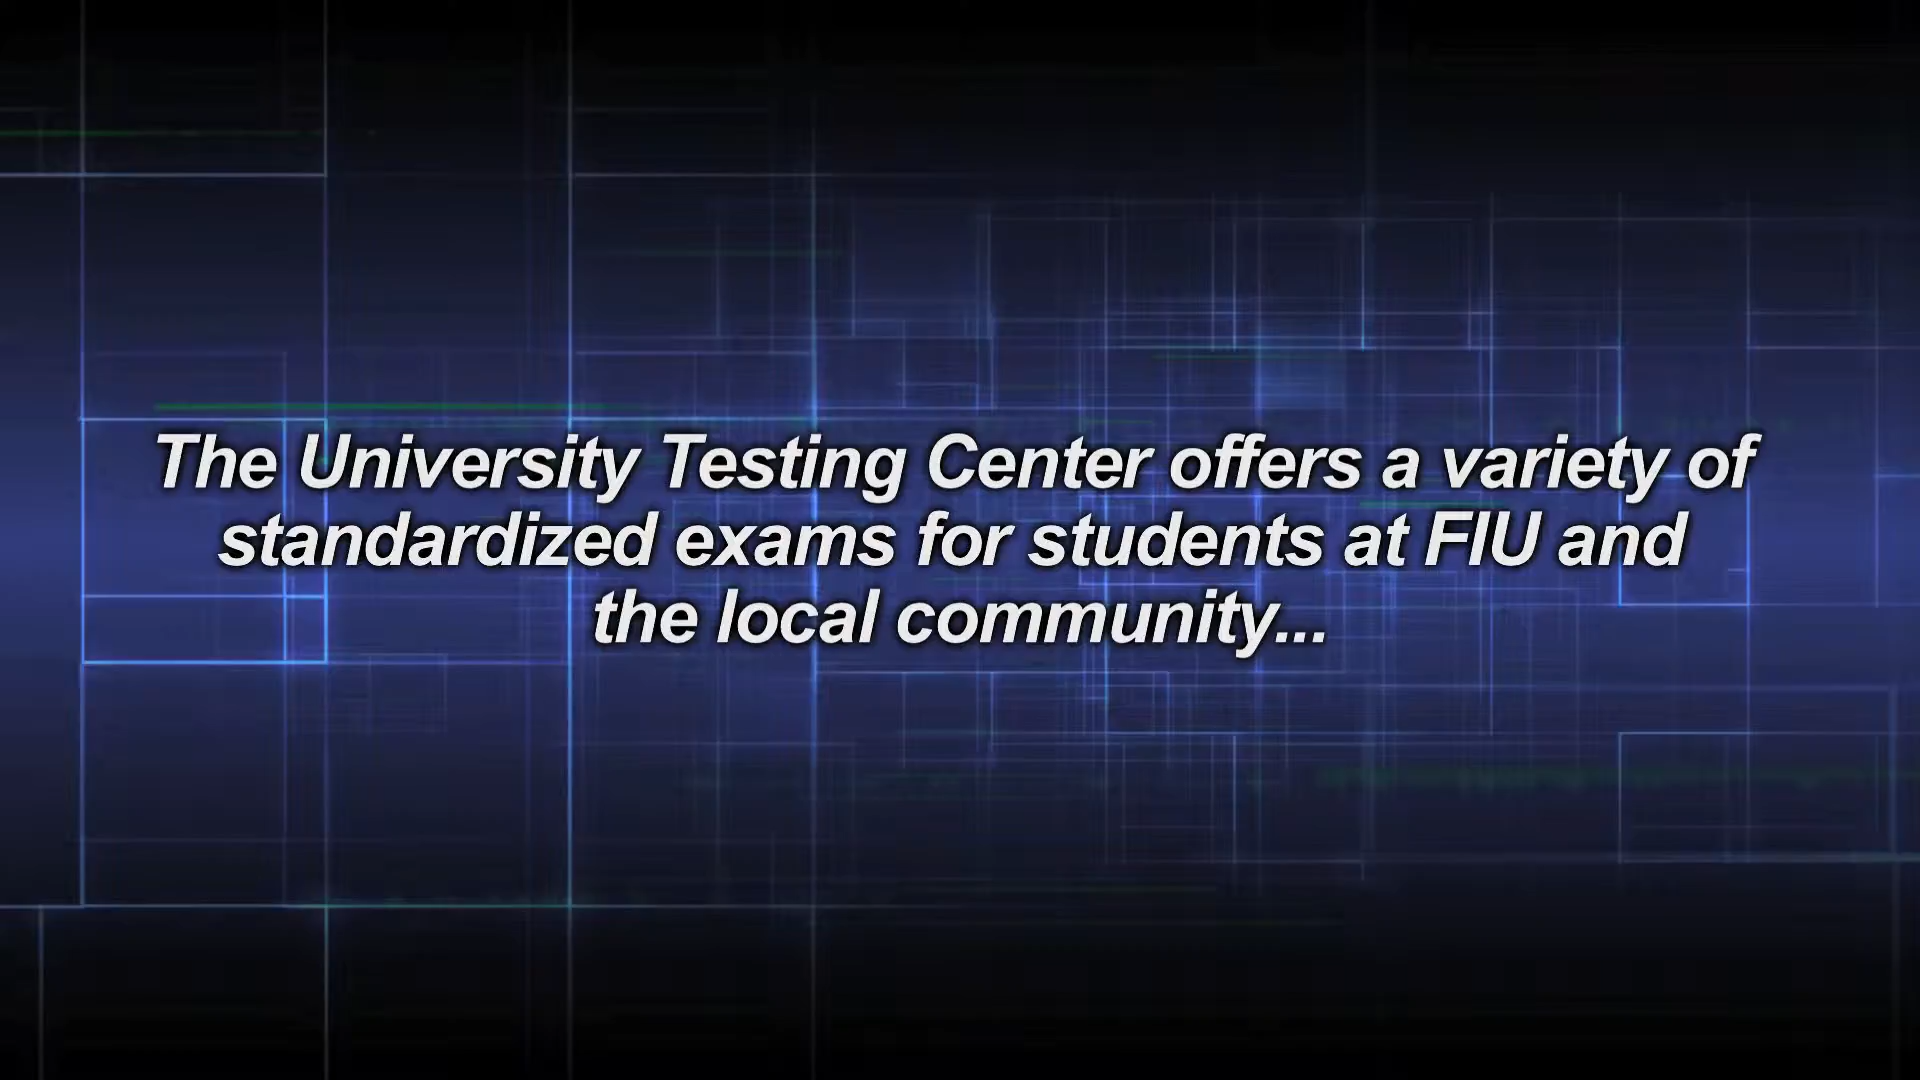 The University Testing Center offers a variety of
standardized exams for students at FIU and
the local community...